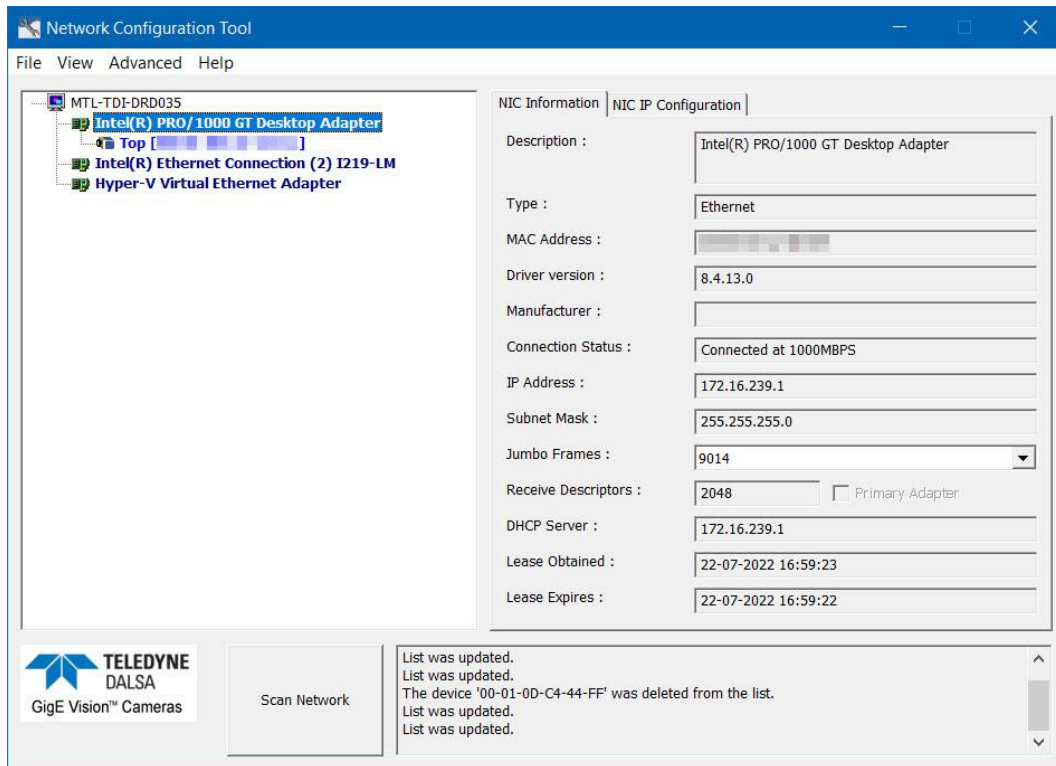 Network Configuration Tool
File View Advanced Help
MTL-TDI-DRD035
Intel(R) PRO/1000 GT Desktop Adapter
Top [ ]
Intel(R) Ethernet Connection (2) I219-LM
Hyper-V Virtual Ethernet Adapter
NIC Information NIC IP Configuration
Description : Intel(R) PRO/1000 GT Desktop Adapter
Type : Ethernet
MAC Address :
Driver version : 8.4.13.0
Manufacturer :
Connection Status : Connected at 1000MBPS
IP Address : 172.16.239.1
Subnet Mask : 255.255.255.0
Jumbo Frames : 9014
Receive Descriptors : 2048 Primary Adapter
DHCP Server : 172.16.239.1
Lease Obtained : 22-07-2022 16:59:23
Lease Expires : 22-07-2022 16:59:22
TELEDYNE
DALSA
GigE Vision™ Cameras
Scan Network
List was updated.
List was updated.
The device '00-01-0D-C4-44-FF' was deleted from the list.
List was updated.
List was updated.